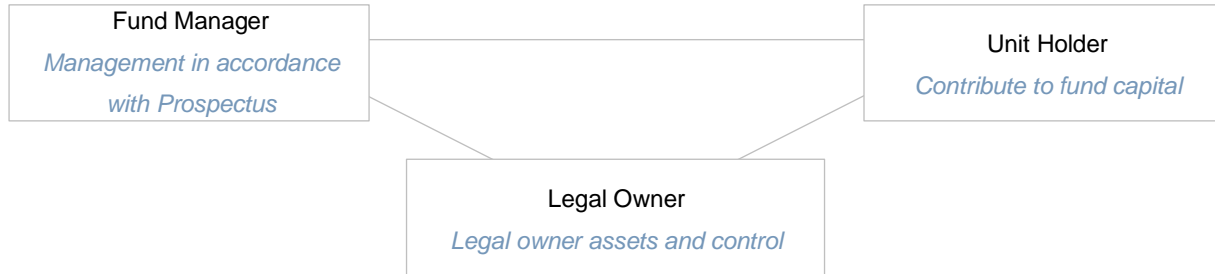 Fund Manager
Management in accordance
with Prospectus
Unit Holder
Contribute to fund capital
Legal Owner
Legal owner assets and control